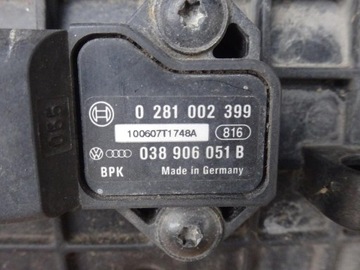 0 281 002 399
100607T1748A
816
038 906 051 B
BPK Made in Germany